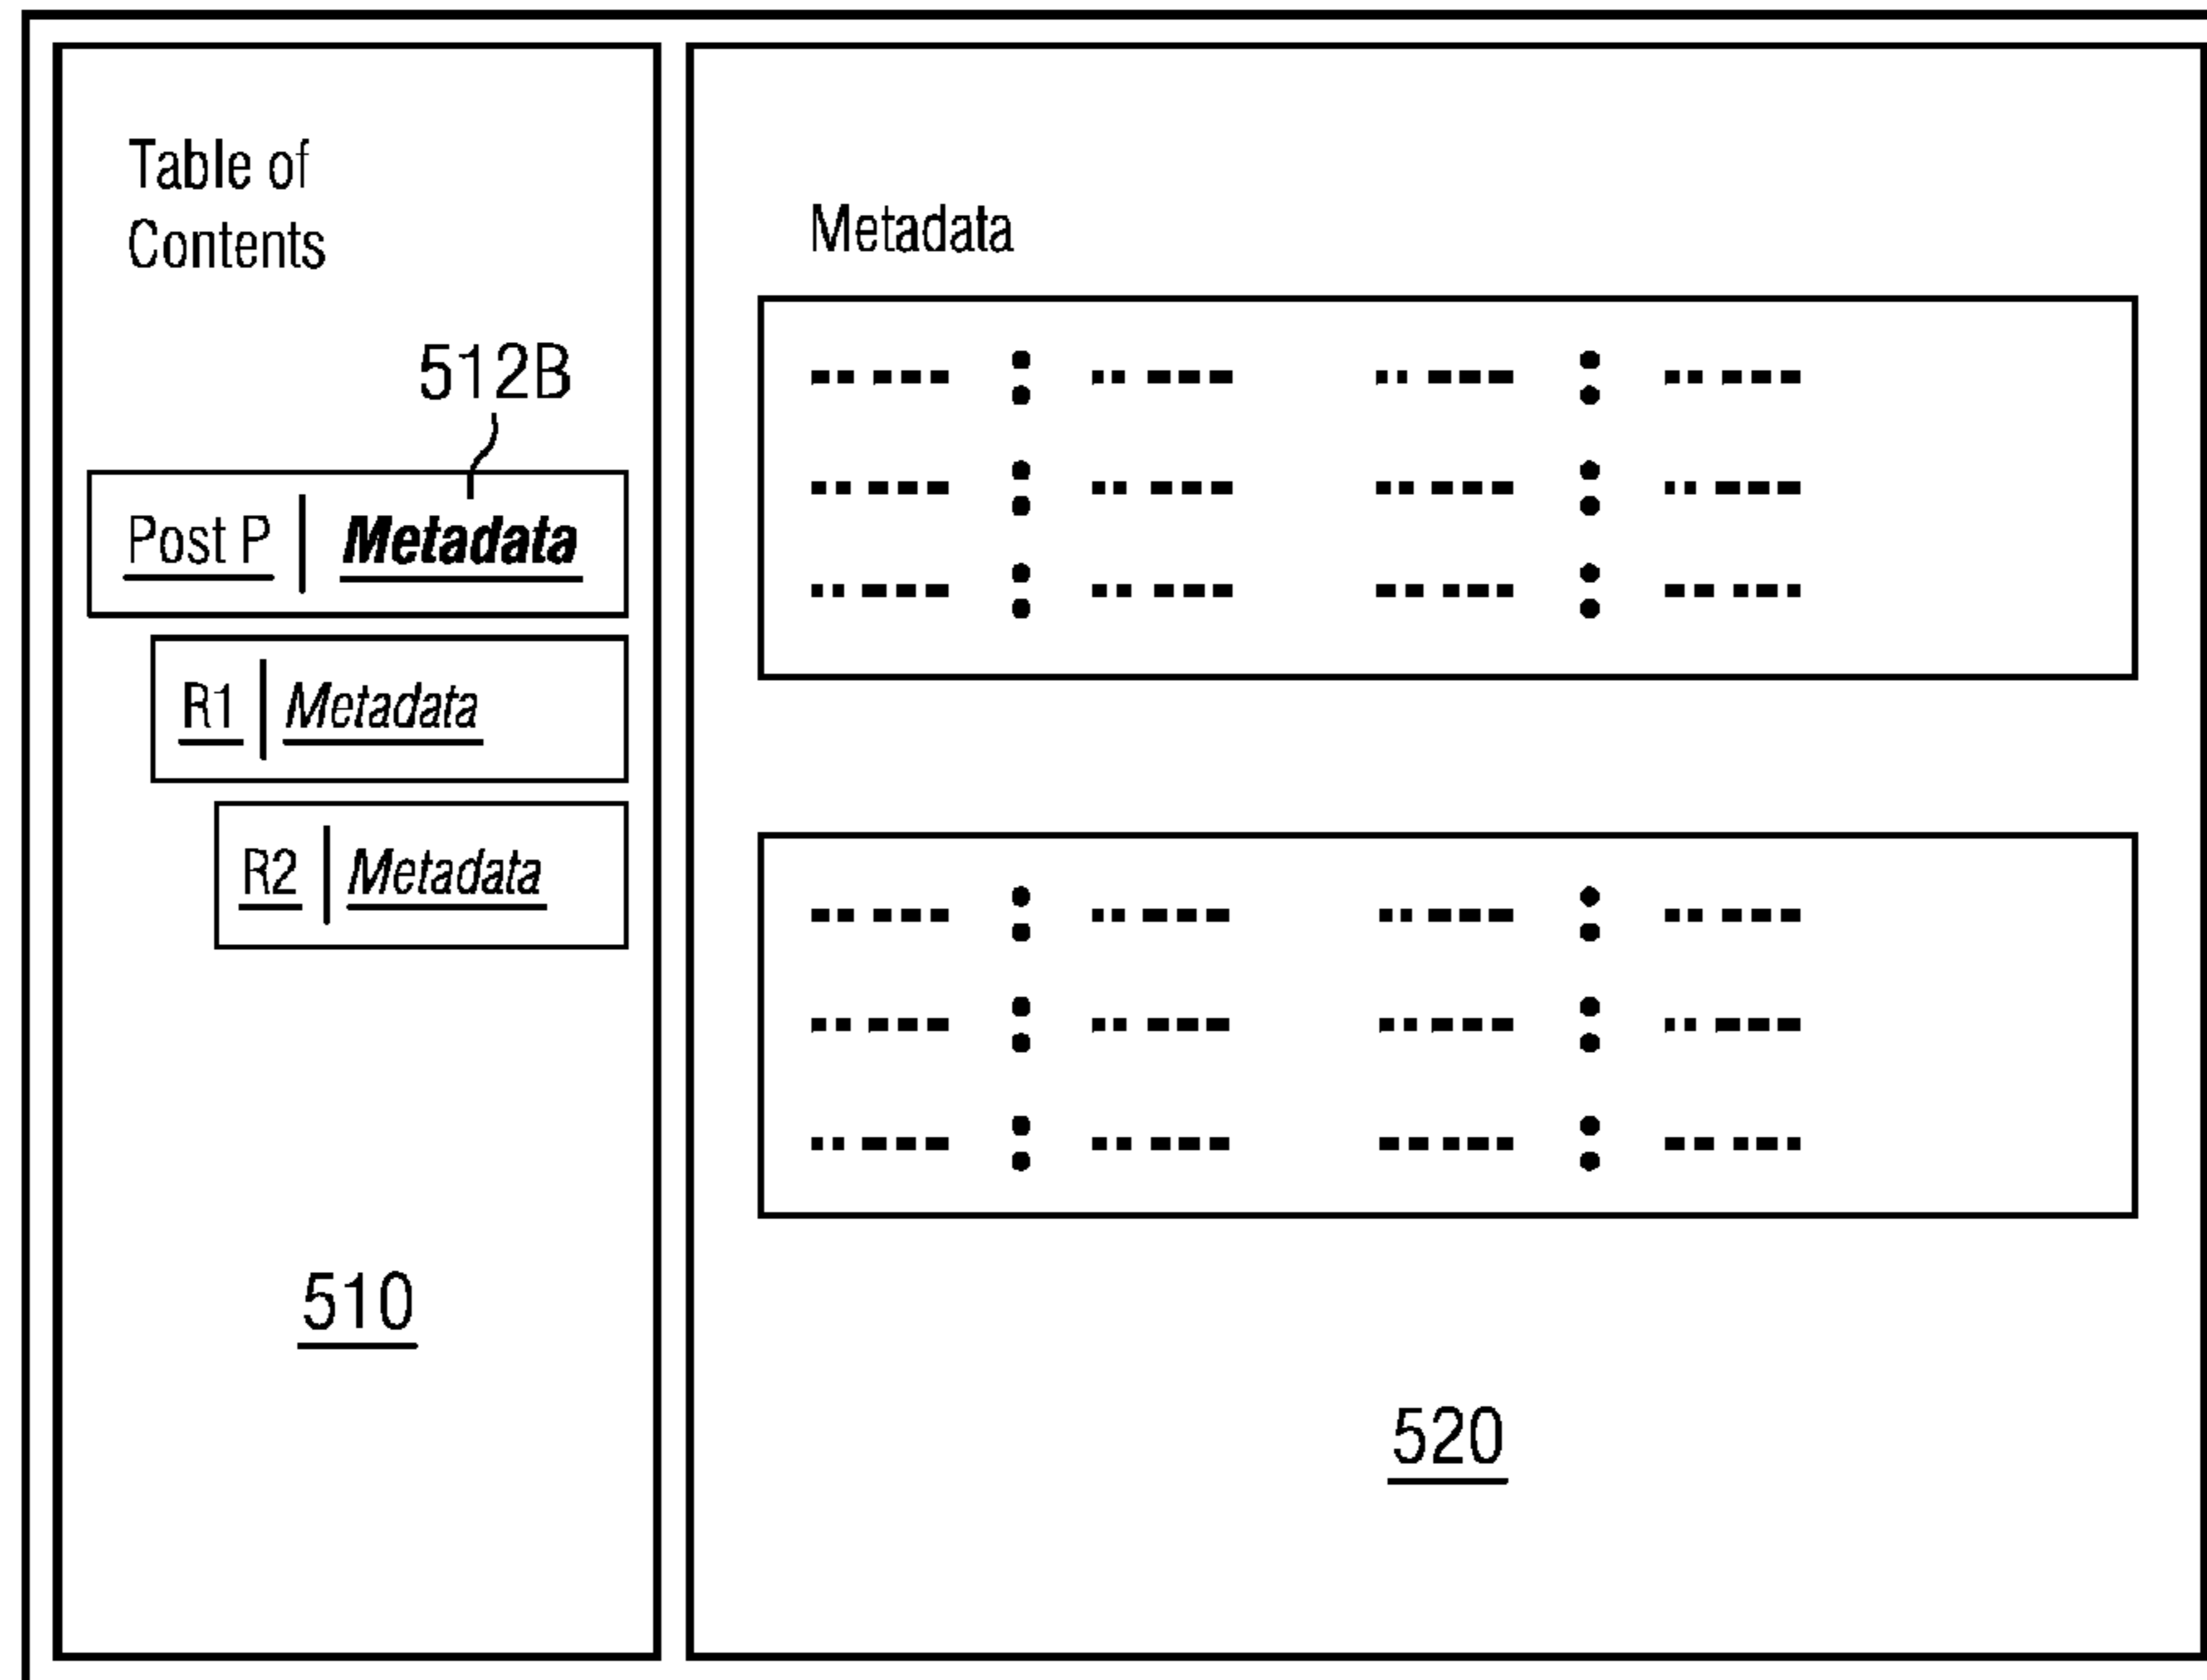 Table of
Contents
512B
Post P | Metadata
R1 | Metadata
R2 | Metadata
510
Metadata
520